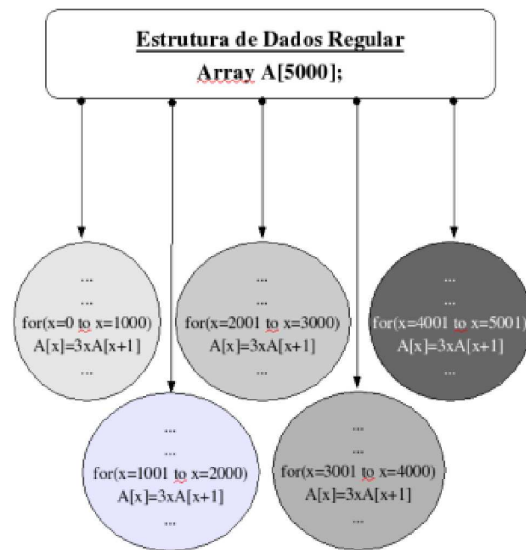 Estrutura de Dados Regular
Array A[5000];
...
...
for(x=0 to x=1000)
A[x]=3xA[x+1]
...
...
...
for(x=2001 to x=3000)
A[x]=3xA[x+1]
...
...
...
for(x=4001 to x=5001)
A[x]=3xA[x+1]
...
...
...
for(x=1001 to x=2000)
A[x]=3xA[x+1]
...
...
...
for(x=3001 to x=4000)
A[x]=3xA[x+1]
...